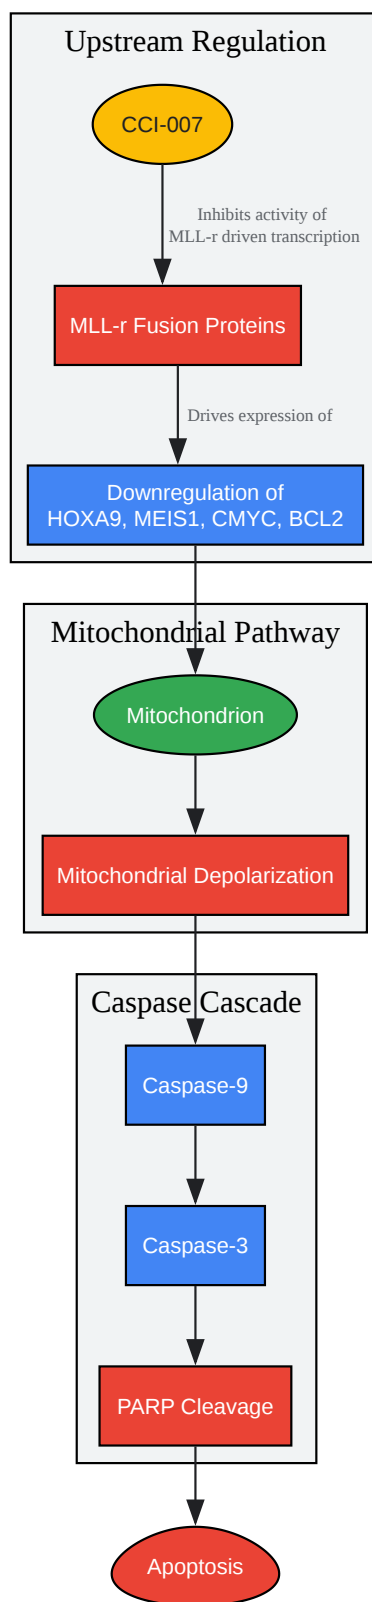 Upstream Regulation
CCI-007
Inhibits activity of
MLL-r driven transcription
MLL-r Fusion Proteins
Drives expression of
Downregulation of
HOXA9, MEIS1, CMYC, BCL2
Mitochondrial Pathway
Mitochondrion
Mitochondrial Depolarization
Caspase Cascade
Caspase-9
Caspase-3
PARP Cleavage
Apoptosis